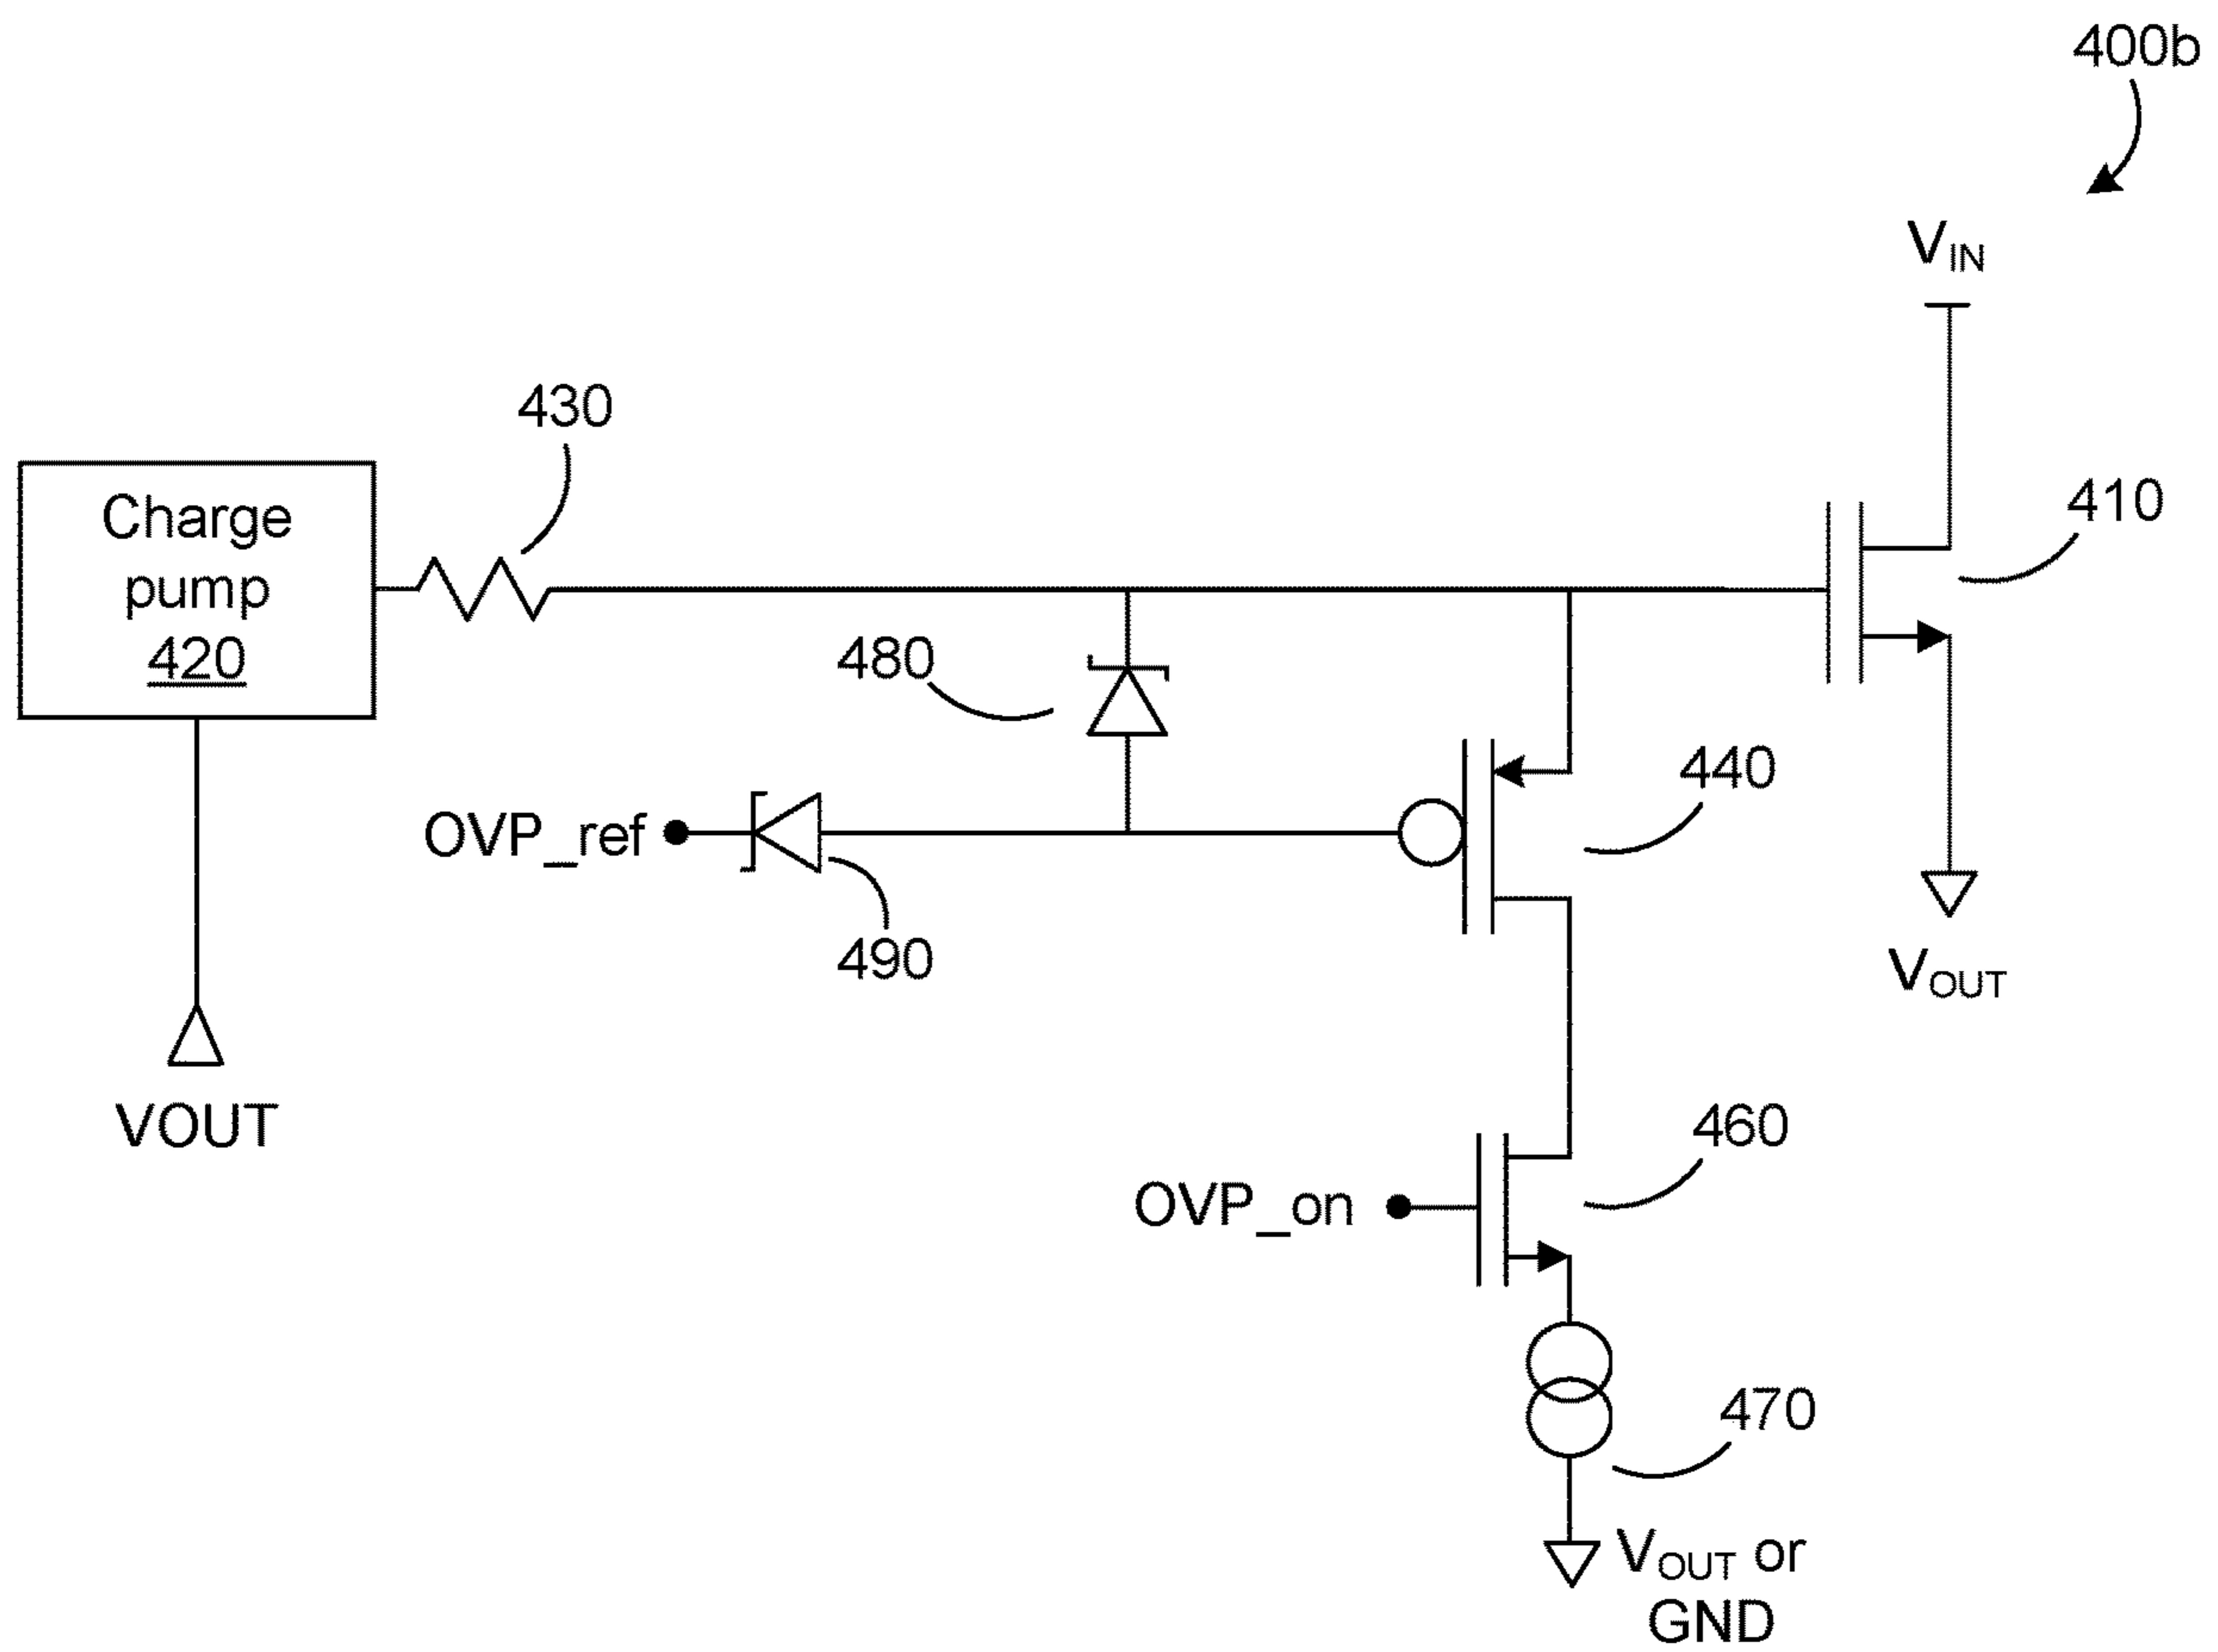 400b
VIN
430
410
Charge
pump
420
480
440
OVP_ref
490
VOUT
VOUT
460
OVP_on
470
VOUT or
GND